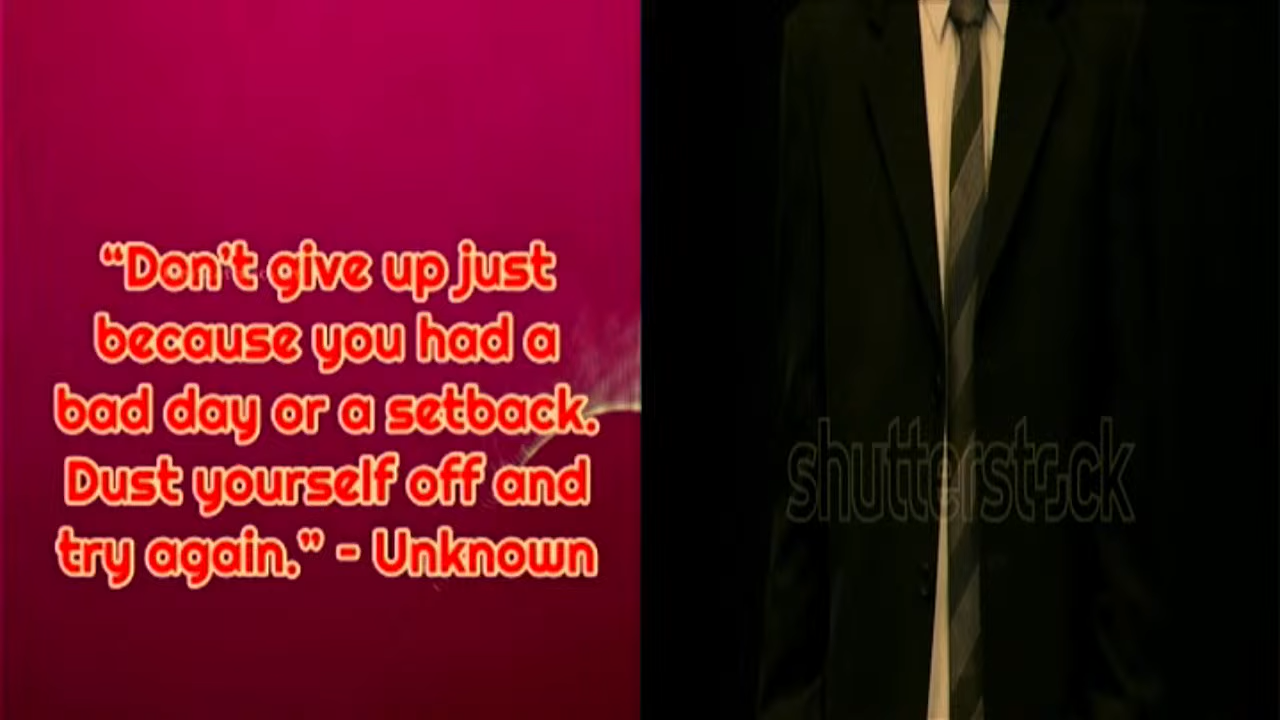 “Don't give up just
because you had a
bad day or a setback.
Dust yourself off and
try again.” - Unknown
shutterstock